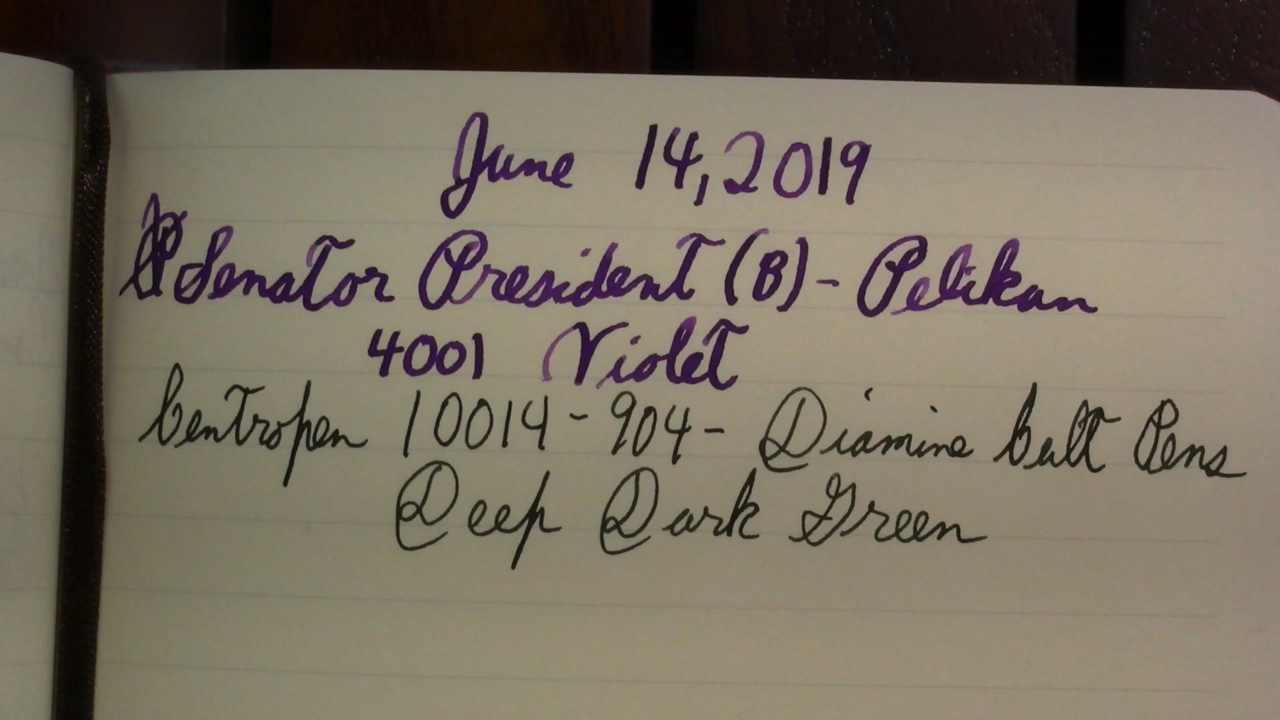 June 14, 2019
Senator President (B) - Pelikan
4001 Violet
Centropen 10014 - 904 - Diamine Cult Pens
Deep Dark Green